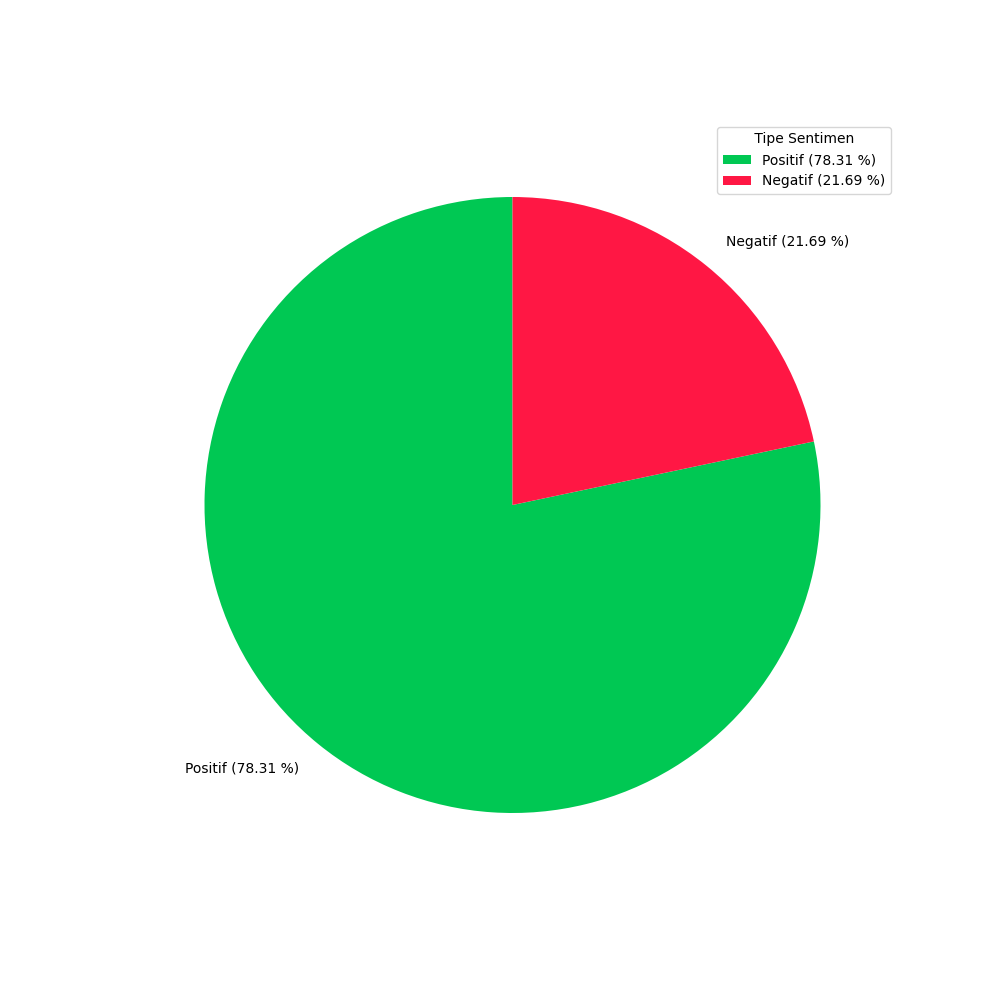 Tipe Sentimen
Positif (78.31 %)
Negatif (21.69 %)
Negatif (21.69 %)
Positif (78.31 %)